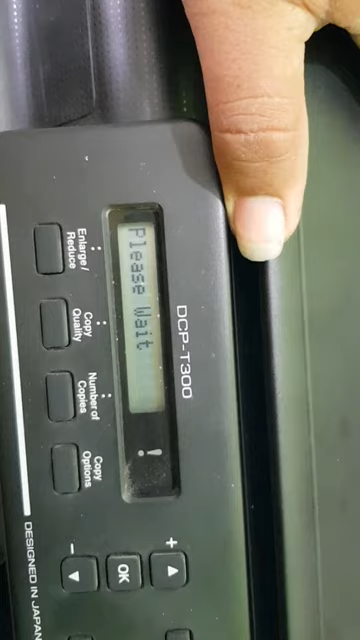 DCP-T300
Please Wait
!
Enlarge/
Reduce
Copy
Quality
Number of
Copies
Copy
Options
+
▲
OK
-
▼
DESIGNED IN JAPAN